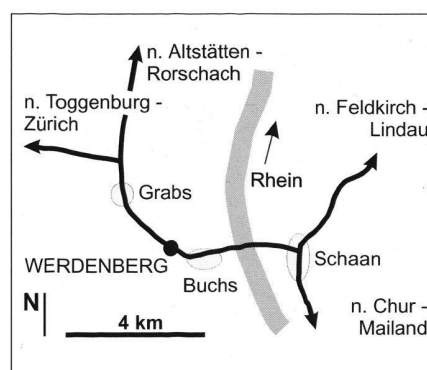 n. Altstätten -
Rorschach
n. Toggenburg -
Zürich
n. Feldkirch -
Lindau
Rhein
Grabs
WERDENBERG
Schaan
Buchs
N
4 km
n. Chur -
Mailand